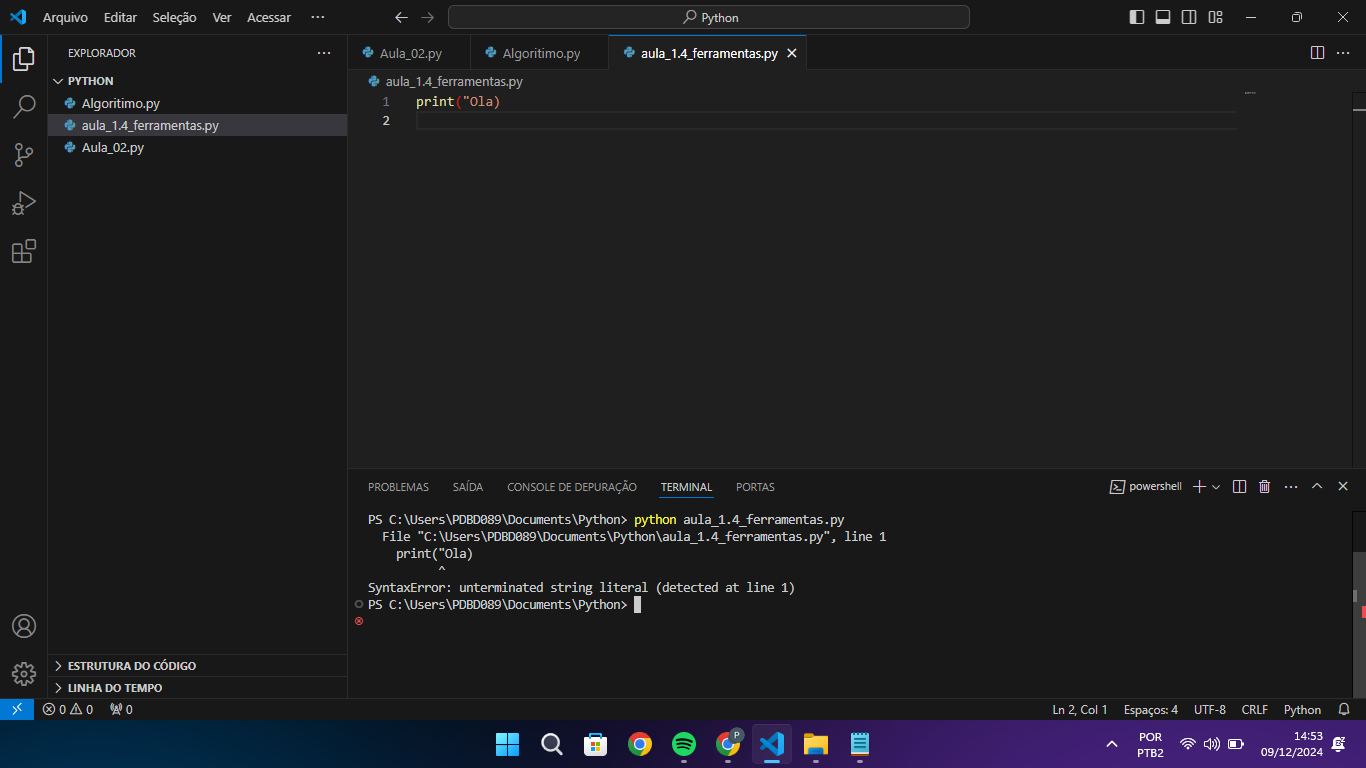 Arquivo Editar Seleção Ver Acessar ··· Python
EXPLORADOR ···
PYTHON
Algoritimo.py
aula_1.4_ferramentas.py
Aula_02.py
ESTRUTURA DO CÓDIGO
LINHA DO TEMPO
Aula_02.py Algoritimo.py aula_1.4_ferramentas.py
aula_1.4_ferramentas.py
1 print("Ola)
2
PROBLEMAS SAÍDA CONSOLE DE DEPURAÇÃO TERMINAL PORTAS powershell
PS C:\Users\PDBD089\Documents\Python> python aula_1.4_ferramentas.py
File "C:\Users\PDBD089\Documents\Python\aula_1.4_ferramentas.py", line 1
print("Ola)
^
SyntaxError: unterminated string literal (detected at line 1)
PS C:\Users\PDBD089\Documents\Python>
0 0 0 Ln 2, Col 1 Espaços: 4 UTF-8 CRLF Python
P
POR 14:53
PTB2 09/12/2024